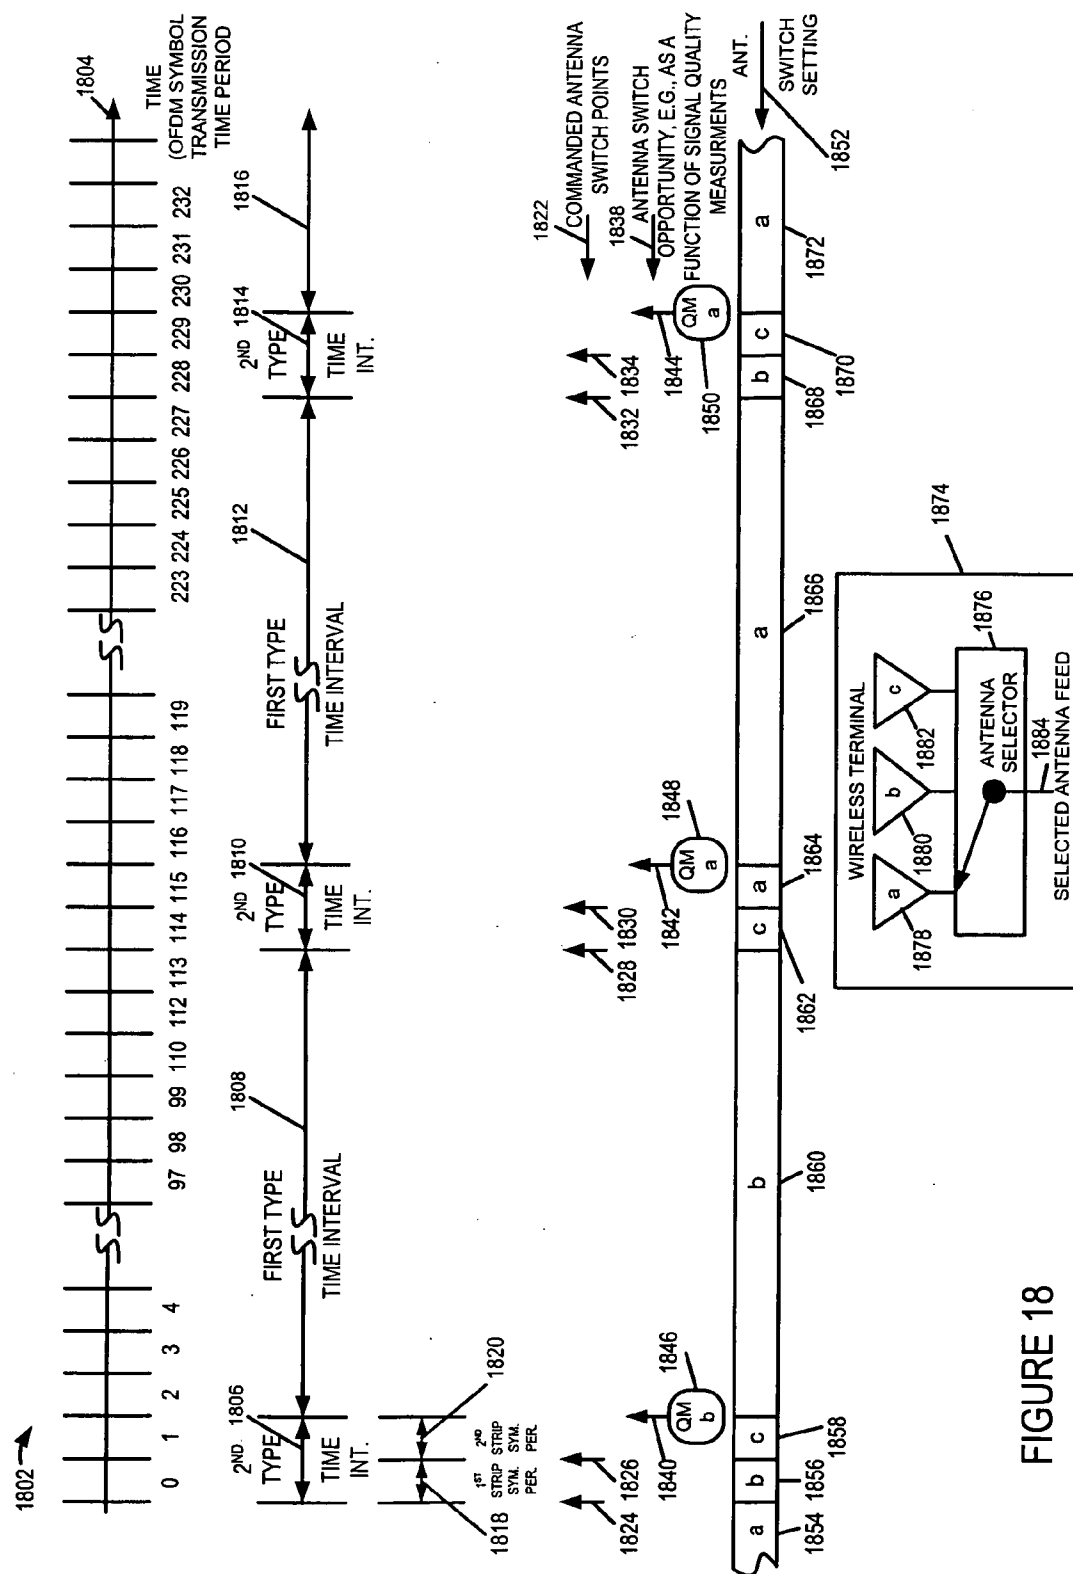 1802
1804
0 1 2 3 4 97 98 99 110 112 113 114 115 116 117 118 119 223 224 225 226 227 228 229 230 231 232
TIME
(OFDM SYMBOL
TRANSMISSION
TIME PERIOD
2ND
TYPE
1806
TIME
INT.
FIRST TYPE
TIME INTERVAL
1808
2ND
TYPE
1810
TIME
INT.
FIRST TYPE
TIME INTERVAL
1812
2ND
TYPE
1814
TIME
INT.
1816
1818
1ST
STRIP
SYM.
PER.
2ND
STRIP
SYM.
PER.
1820
1824
1826
1828
1830
1832
1834
1822
COMMANDED ANTENNA
SWITCH POINTS
1840
QM
b
1846
1842
QM
a
1848
1844
QM
a
1850
1838
ANTENNA SWITCH
OPPORTUNITY, E.G., AS A
FUNCTION OF SIGNAL QUALITY
MEASURMENTS
a b c b c a a b c a
1854 1856 1858 1860 1862 1864 1866 1868 1870 1872
ANT.
SWITCH
SETTING
1852
WIRELESS TERMINAL
1874
a b c
1878
1880
1882
1876
ANTENNA
SELECTOR
1884
SELECTED ANTENNA FEED
FIGURE 18